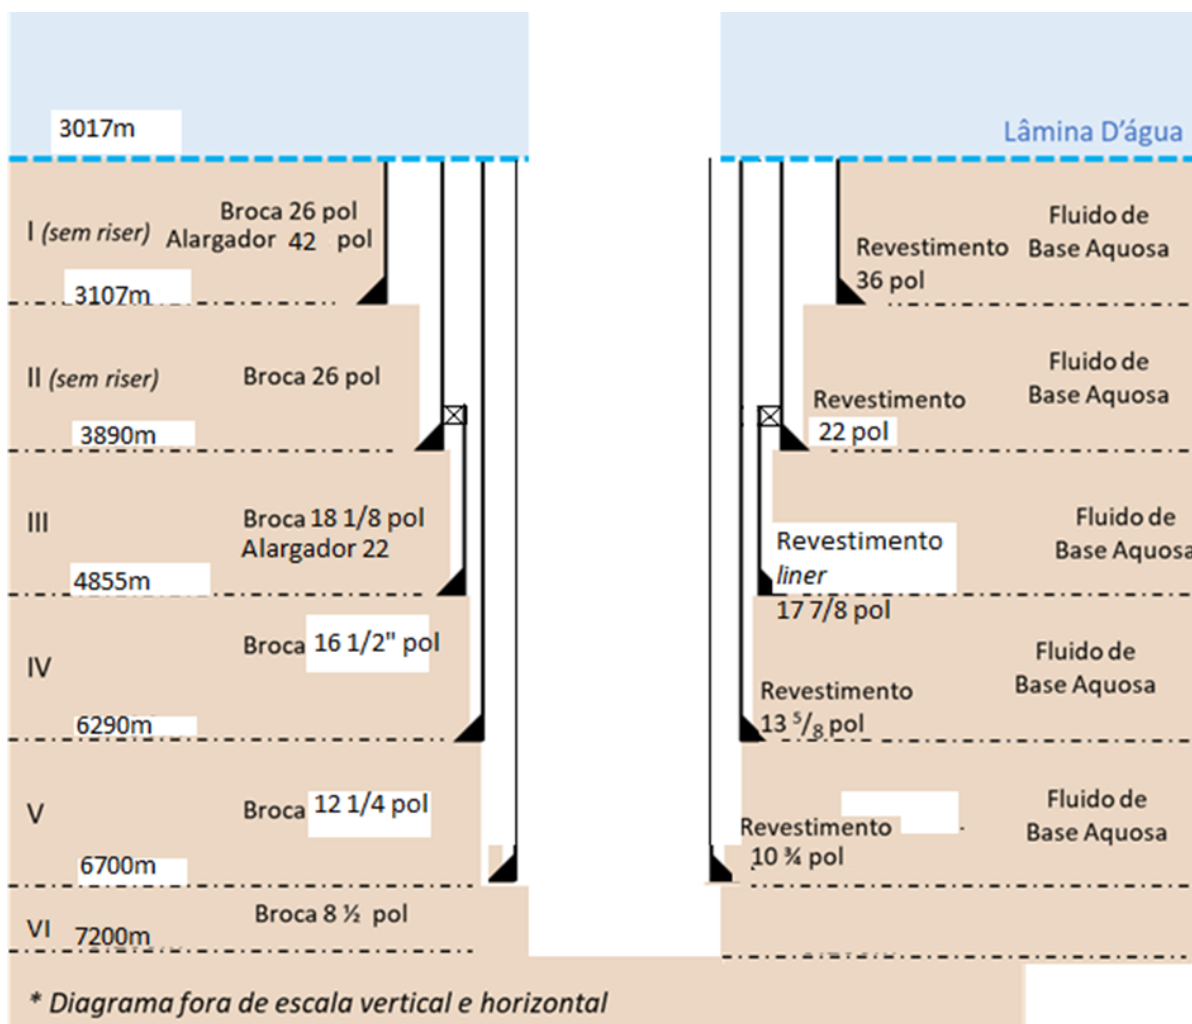 3017m
Lâmina D'água
I (sem riser)
Broca 26 pol
Alargador 42 pol
Revestimento
36 pol
Fluido de
Base Aquosa
3107m
II (sem riser)
Broca 26 pol
Revestimento
22 pol
Fluido de
Base Aquosa
3890m
III
Broca 18 1/8 pol
Alargador 22
Revestimento
liner
17 7/8 pol
Fluido de
Base Aquosa
4855m
IV
Broca 16 1/2" pol
Revestimento
13 5/8 pol
Fluido de
Base Aquosa
6290m
V
Broca 12 1/4 pol
Revestimento
10 ¾ pol
Fluido de
Base Aquosa
6700m
VI
Broca 8 ½ pol
7200m
* Diagrama fora de escala vertical e horizontal